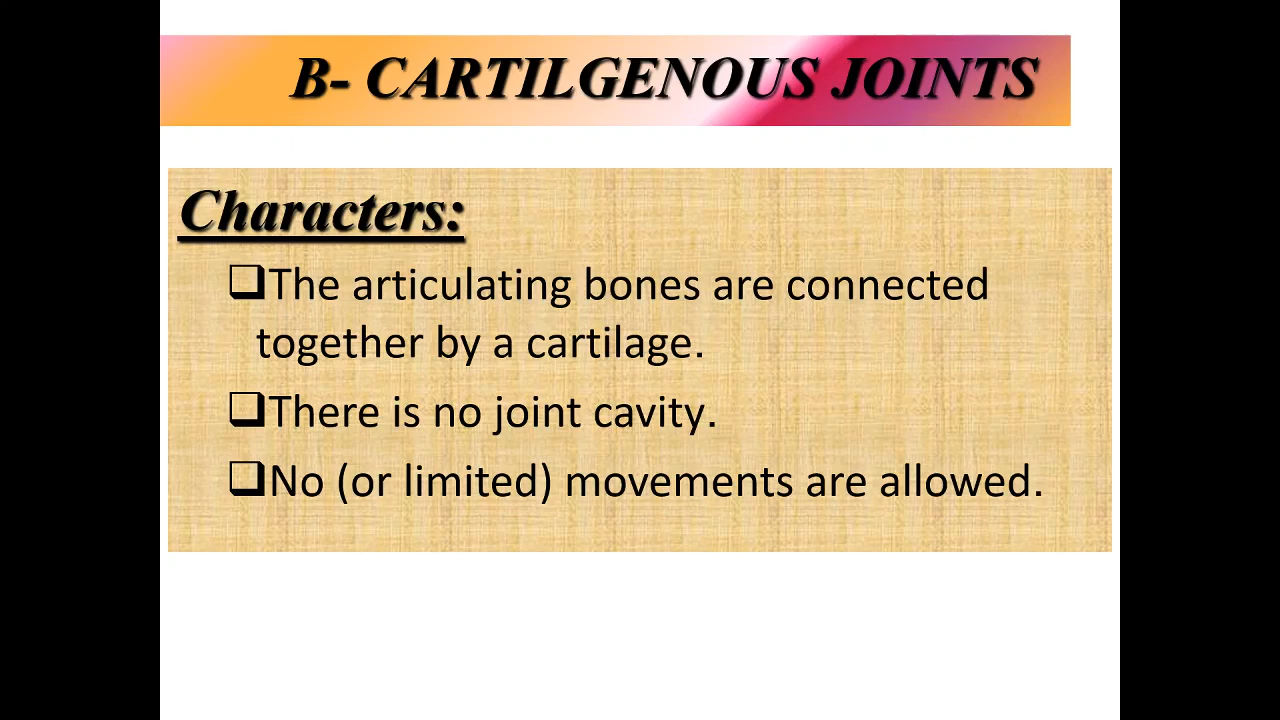 B- CARTILGENOUS JOINTS
Characters:
❑The articulating bones are connected
together by a cartilage.
❑There is no joint cavity.
❑No (or limited) movements are allowed.